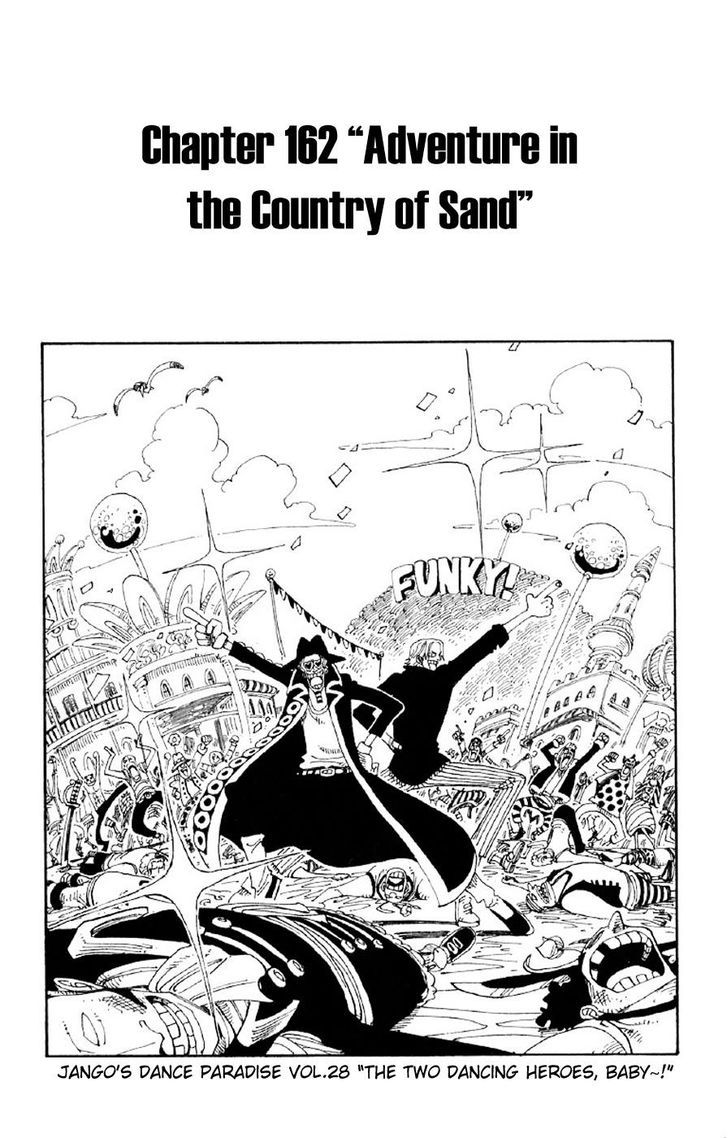 Chapter 162 “Adventure in
the Country of Sand”
FUNKY!
JANGO'S DANCE PARADISE VOL.28 "THE TWO DANCING HEROES, BABY~!"